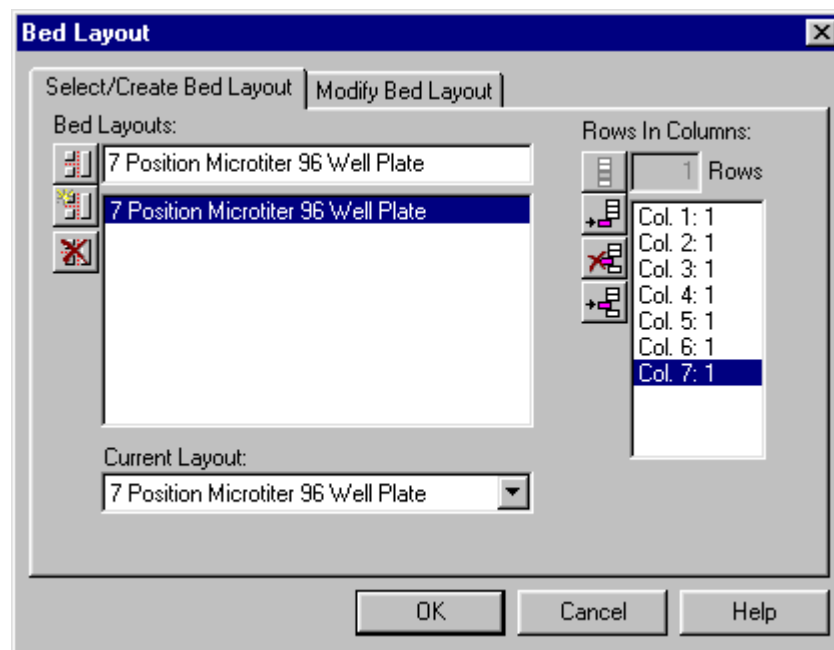 Bed Layout
Select/Create Bed Layout
Modify Bed Layout
Bed Layouts:
7 Position Microtiter 96 Well Plate
7 Position Microtiter 96 Well Plate
Current Layout:
7 Position Microtiter 96 Well Plate
Rows In Columns:
1 Rows
Col. 1: 1
Col. 2: 1
Col. 3: 1
Col. 4: 1
Col. 5: 1
Col. 6: 1
Col. 7: 1
OK
Cancel
Help